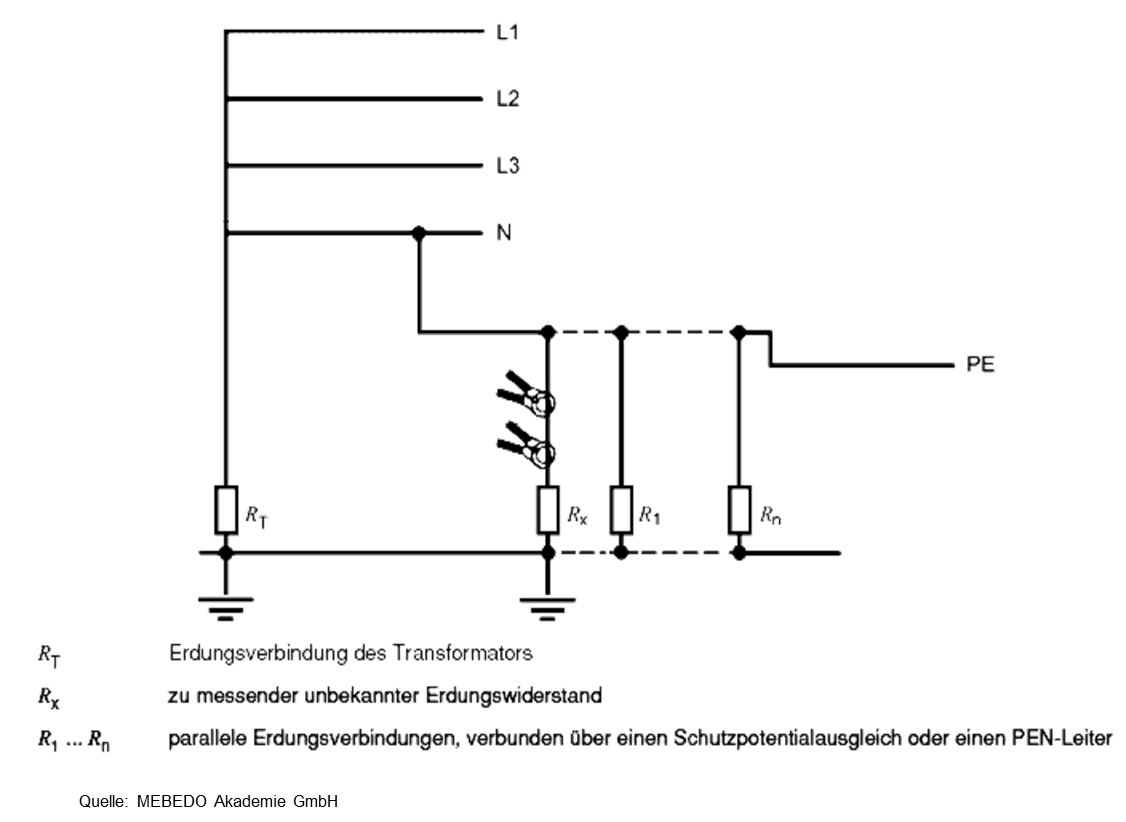 L1
L2
L3
N
PE
RT
Rx
R1
Rn
RT Erdungsverbindung des Transformators
Rx zu messender unbekannter Erdungswiderstand
R1 ... Rn parallele Erdungsverbindungen, verbunden über einen Schutzpotentialausgleich oder einen PEN-Leiter
Quelle: MEBEDO Akademie GmbH